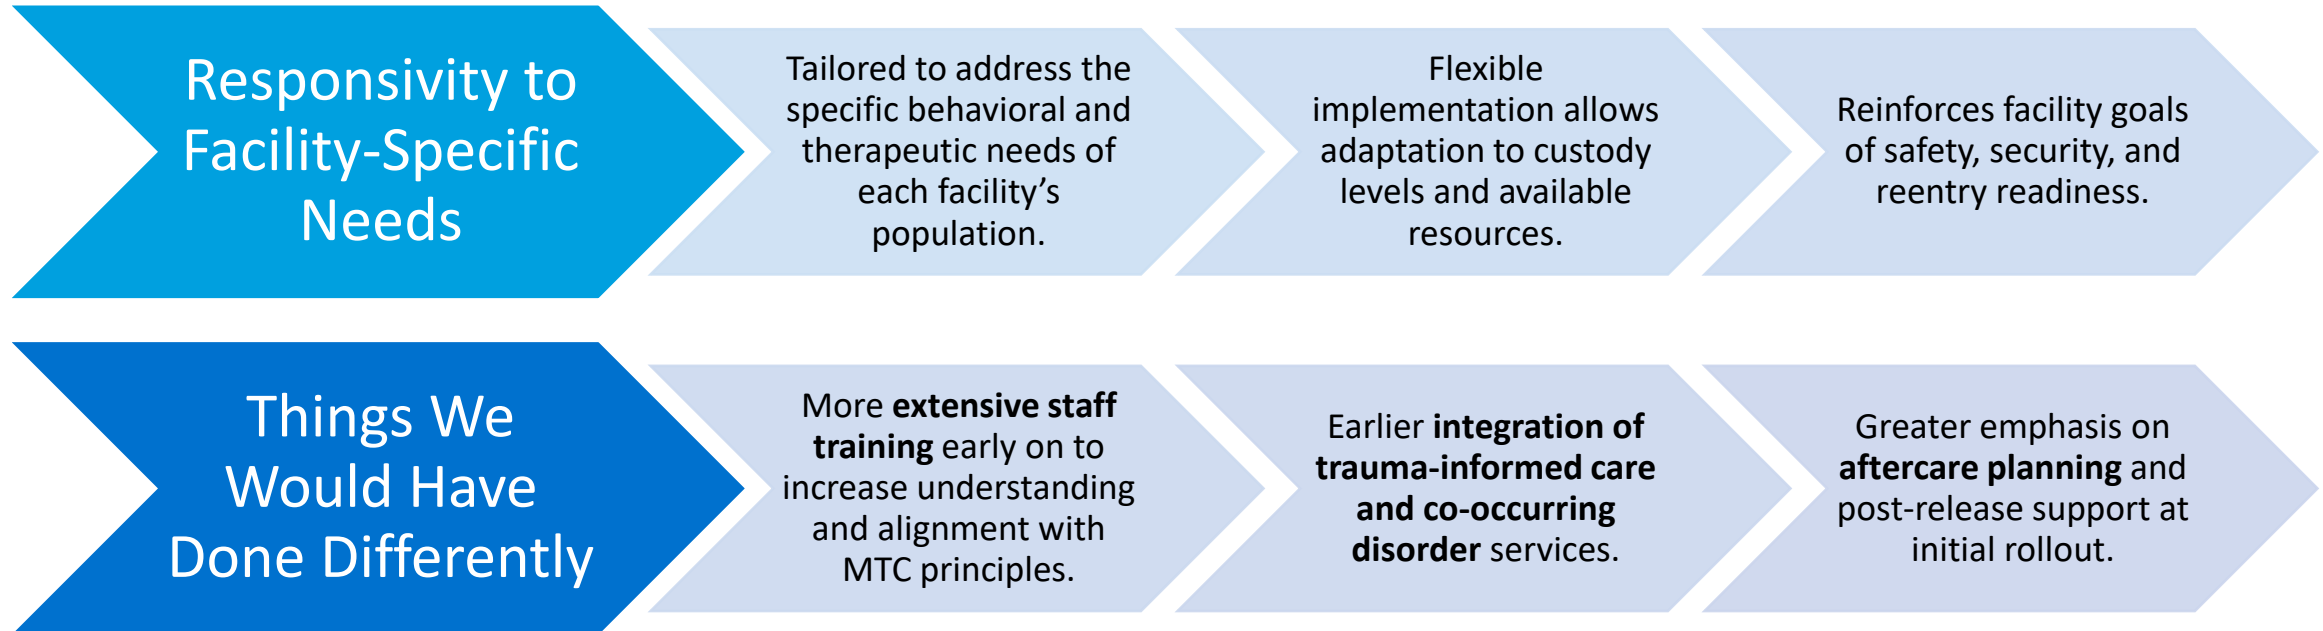 Responsivity to
Facility-Specific
Needs
Tailored to address the
specific behavioral and
therapeutic needs of
each facility’s
population.
Flexible
implementation allows
adaptation to custody
levels and available
resources.
Reinforces facility goals
of safety, security, and
reentry readiness.
Things We
Would Have
Done Differently
More extensive staff
training early on to
increase understanding
and alignment with
MTC principles.
Earlier integration of
trauma-informed care
and co-occurring
disorder services.
Greater emphasis on
aftercare planning and
post-release support at
initial rollout.